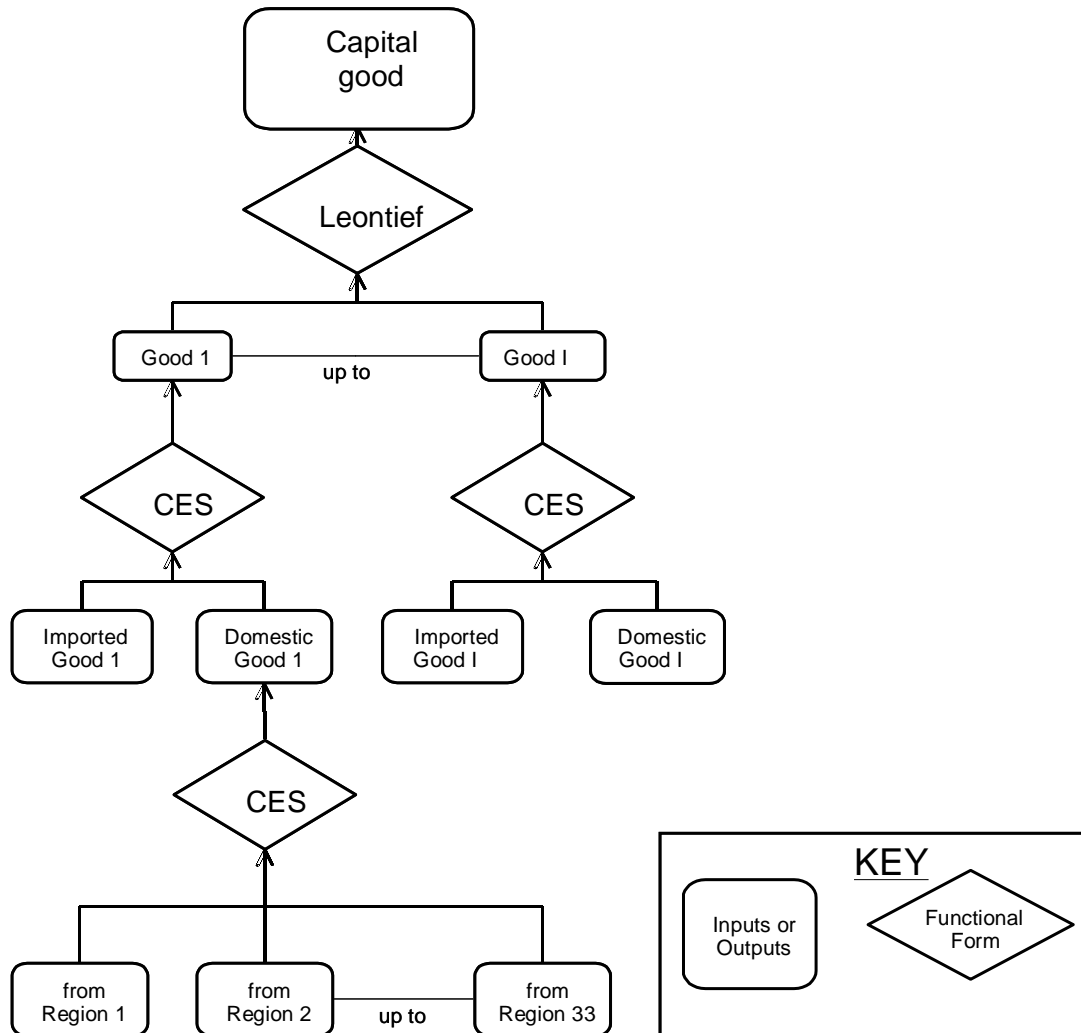 Capital
good
Leontief
Good 1
up to
Good I
CES
CES
Imported
Good 1
Domestic
Good 1
Imported
Good I
Domestic
Good I
CES
from
Region 1
from
Region 2
up to
from
Region 33
KEY
Inputs or
Outputs
Functional
Form